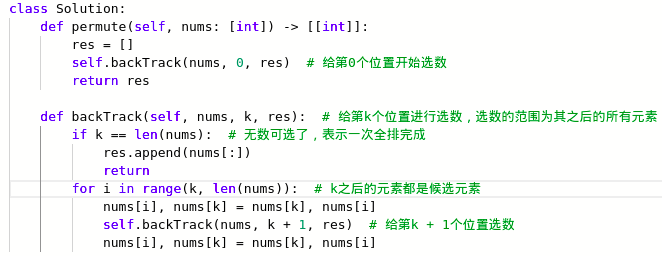 class Solution:
    def permute(self, nums: [int]) -> [[int]]:
        res = []
        self.backTrack(nums, 0, res)  # 给第0个位置开始选数
        return res

    def backTrack(self, nums, k, res):  # 给第k个位置进行选数，选数的范围为其之后的所有元素
        if k == len(nums):  # 无数可选了，表示一次全排完成
            res.append(nums[:])
            return
        for i in range(k, len(nums)):  # k之后的元素都是候选元素
            nums[i], nums[k] = nums[k], nums[i]
            self.backTrack(nums, k + 1, res)  # 给第k + 1个位置选数
            nums[i], nums[k] = nums[k], nums[i]